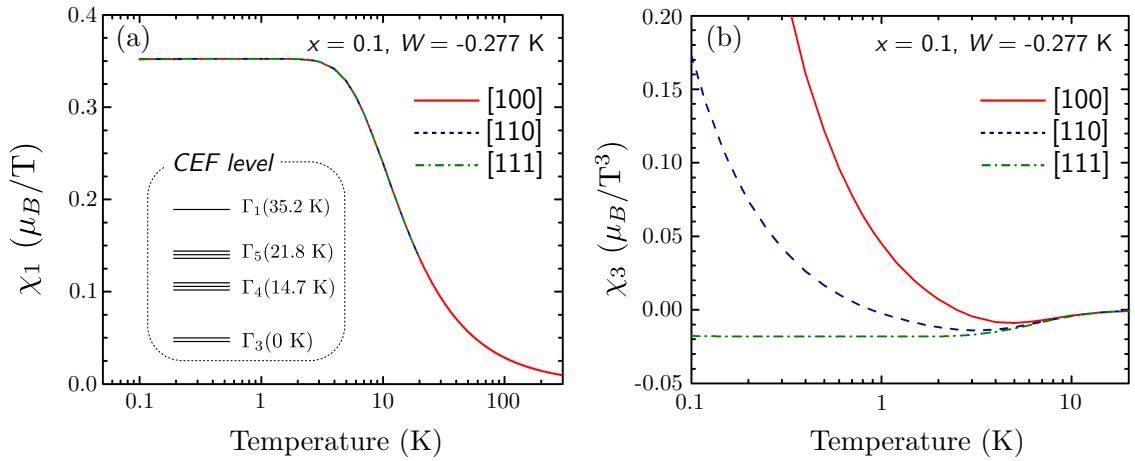 (a)
x = 0.1, W = -0.277 K
[100]
[110]
[111]
CEF level
Γ₁(35.2 K)
Γ₅(21.8 K)
Γ₄(14.7 K)
Γ₃(0 K)
χ₁ (μ_B/T)
0.4
0.3
0.2
0.1
0.0
0.1 1 10 100
Temperature (K)
(b)
x = 0.1, W = -0.277 K
[100]
[110]
[111]
χ₃ (μ_B/T³)
0.20
0.15
0.10
0.05
0.00
-0.05
0.1 1 10
Temperature (K)